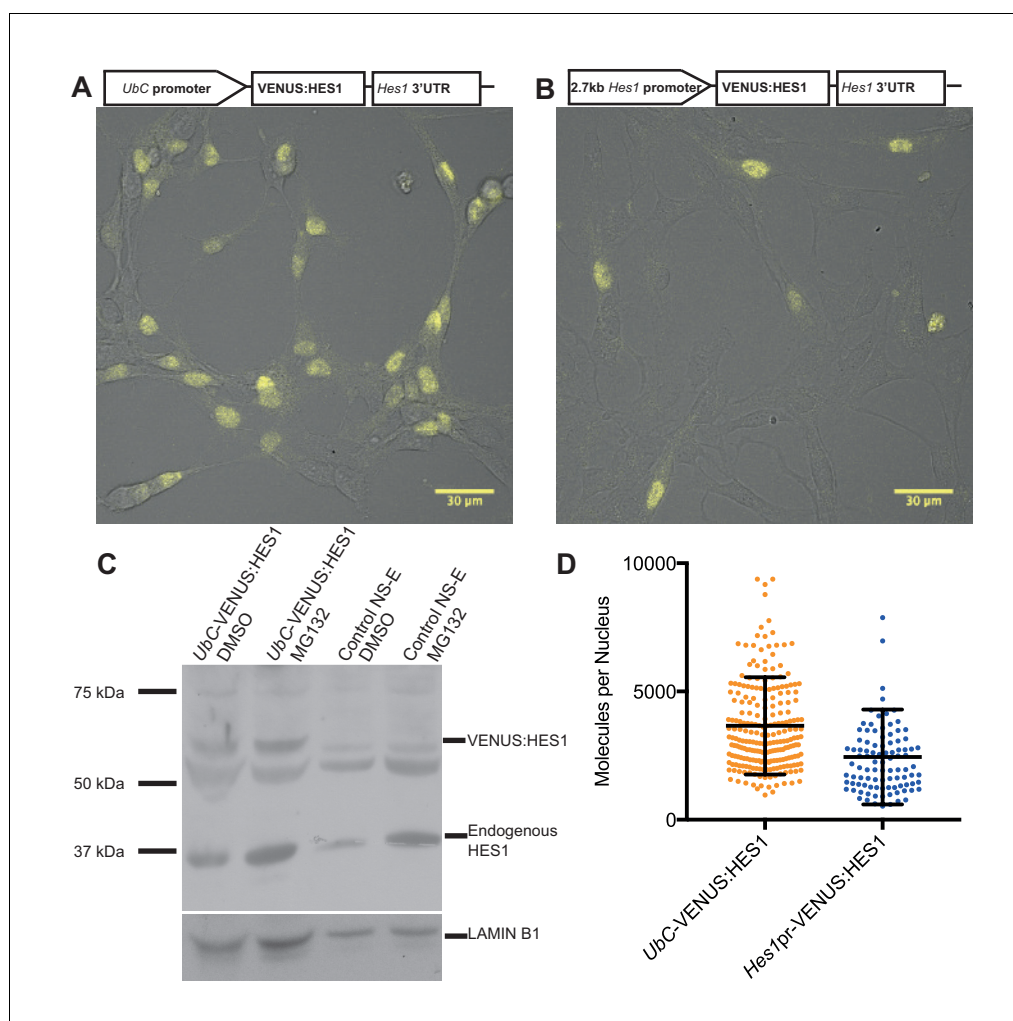 A
UbC promoter VENUS:HES1 Hes1 3'UTR
B
2.7kb Hes1 promoter VENUS:HES1 Hes1 3'UTR
30 µm
30 µm
C
UbC-VENUS:HES1
DMSO
UbC-VENUS:HES1
MG132
Control NS-E
DMSO
Control NS-E
MG132
75 kDa
50 kDa
37 kDa
VENUS:HES1
Endogenous
HES1
LAMIN B1
D
Molecules per Nucleus
10000
5000
0
UbC-VENUS:HES1
Hes1pr-VENUS:HES1